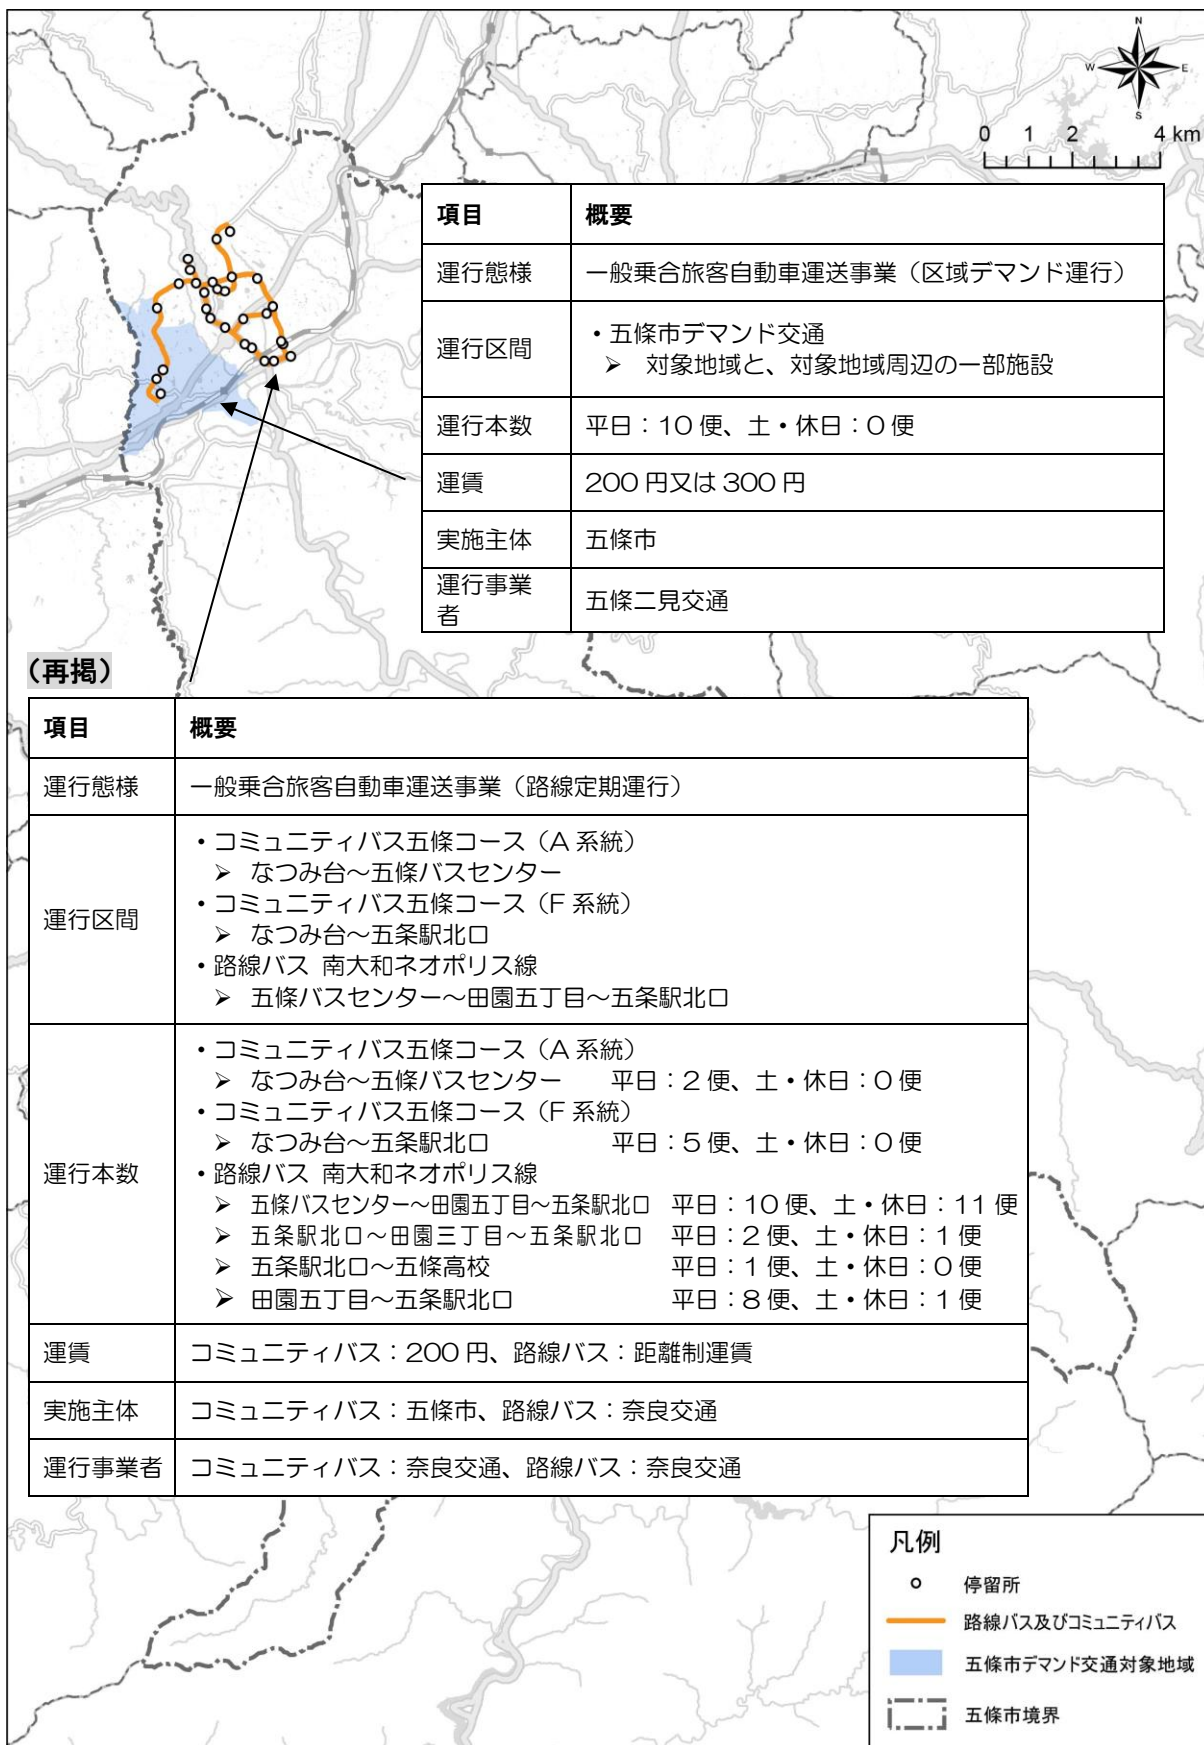 N
W E
S
0 1 2 4 km
項目 概要
運行態様 一般乗合旅客自動車運送事業（区域デマンド運行）
運行区間 ・五條市デマンド交通
➢ 対象地域と、対象地域周辺の一部施設
運行本数 平日：10 便、土・休日：0 便
運賃 200 円又は 300 円
実施主体 五條市
運行事業者 五條二見交通
（再掲）
項目 概要
運行態様 一般乗合旅客自動車運送事業（路線定期運行）
運行区間
・コミュニティバス五條コース（A 系統）
➢ なつみ台～五條バスセンター
・コミュニティバス五條コース（F 系統）
➢ なつみ台～五条駅北口
・路線バス 南大和ネオポリス線
➢ 五條バスセンター～田園五丁目～五条駅北口
運行本数
・コミュニティバス五條コース（A 系統）
➢ なつみ台～五條バスセンター 平日：2 便、土・休日：0 便
・コミュニティバス五條コース（F 系統）
➢ なつみ台～五条駅北口 平日：5 便、土・休日：0 便
・路線バス 南大和ネオポリス線
➢ 五條バスセンター～田園五丁目～五条駅北口 平日：10 便、土・休日：11 便
➢ 五条駅北口～田園三丁目～五条駅北口 平日：2 便、土・休日：1 便
➢ 五条駅北口～五條高校 平日：1 便、土・休日：0 便
➢ 田園五丁目～五条駅北口 平日：8 便、土・休日：1 便
運賃 コミュニティバス：200 円、路線バス：距離制運賃
実施主体 コミュニティバス：五條市、路線バス：奈良交通
運行事業者 コミュニティバス：奈良交通、路線バス：奈良交通
凡例
停留所
路線バス及びコミュニティバス
五條市デマンド交通対象地域
五條市境界